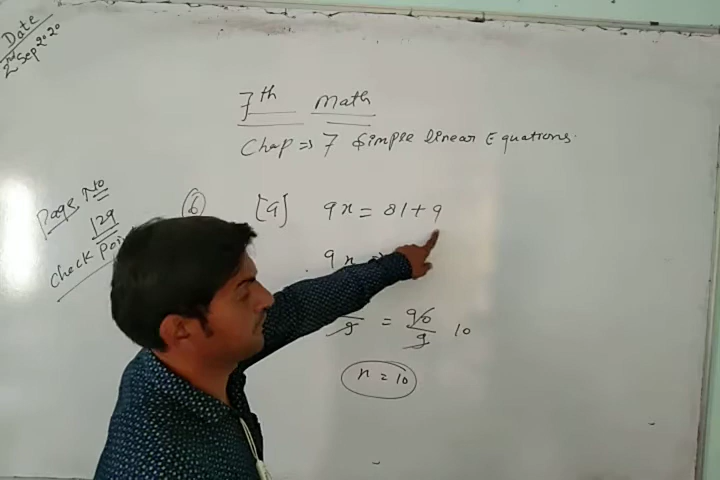 Date
2nd Sep 2020
7th Math
Chap => 7 Simple linear Equations.
Page No
129
Check Poi
(6) [a] 9x = 81 + 9
9x =
9 = 90/9 10
x = 10